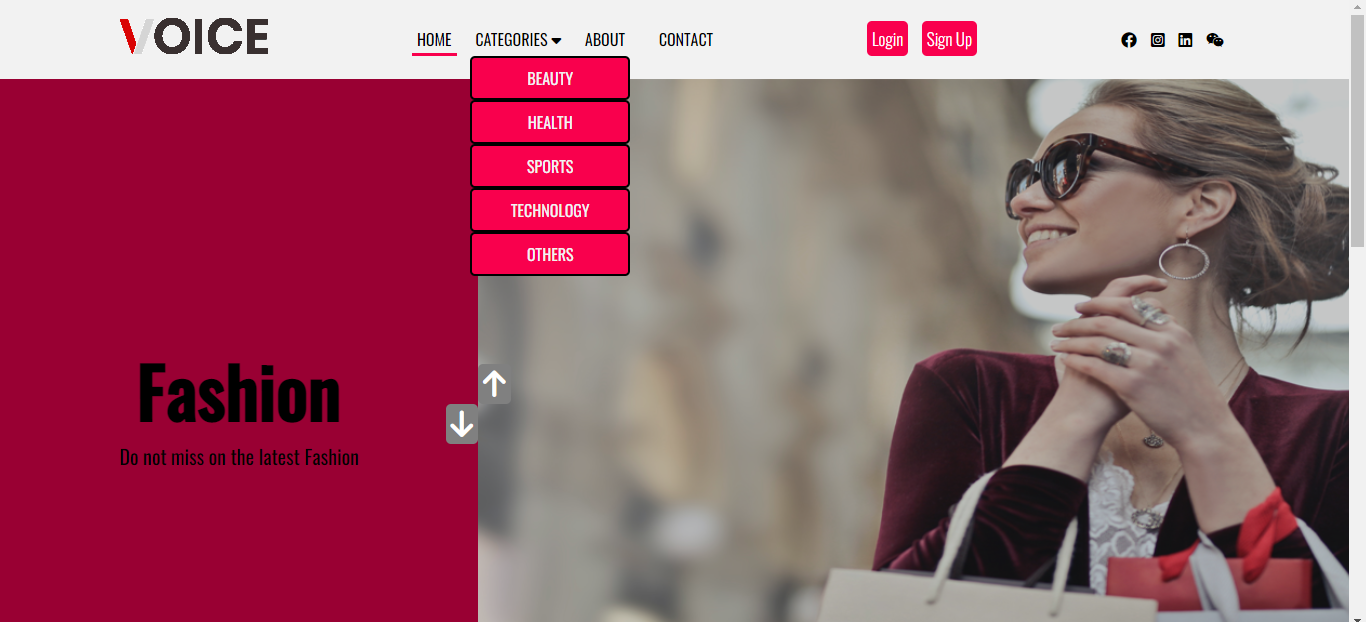 VOICE
HOME CATEGORIES ABOUT CONTACT
Login Sign Up
BEAUTY
HEALTH
SPORTS
TECHNOLOGY
OTHERS
Fashion
Do not miss on the latest Fashion